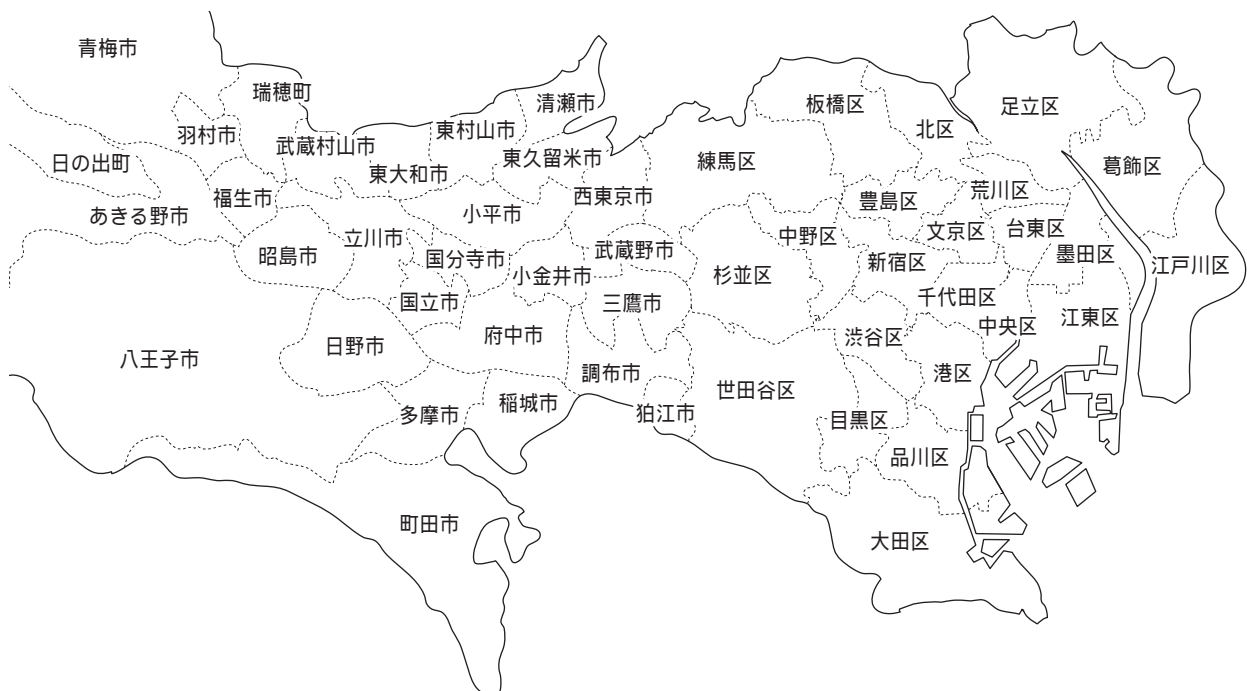 青梅市
瑞穂町
清瀬市
板橋区
足立区
羽村市
武蔵村山市
東村山市
北区
日の出町
東大和市
東久留米市
練馬区
葛飾区
あきる野市
福生市
小平市
西東京市
豊島区
荒川区
昭島市
立川市
国分寺市
小金井市
武蔵野市
杉並区
中野区
新宿区
文京区
台東区
墨田区
江戸川区
国立市
三鷹市
千代田区
中央区
江東区
八王子市
日野市
府中市
調布市
渋谷区
港区
多摩市
稲城市
狛江市
世田谷区
目黒区
品川区
町田市
大田区